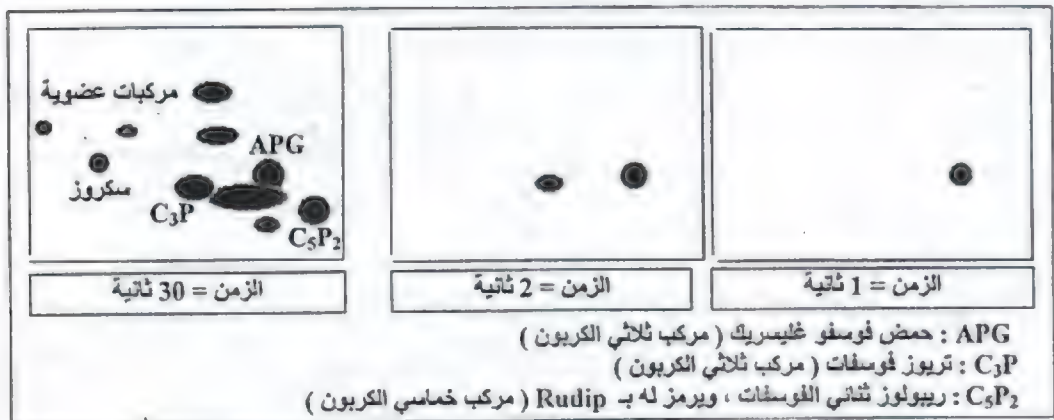 مركبات عضوية
APG
سكروز
C₃P
C₅P₂
الزمن = 1 ثانية
الزمن = 2 ثانية
الزمن = 30 ثانية
APG : حمض فوسفو غليسريك ( مركب ثلاثي الكربون )
C₃P : تريوز فوسفات ( مركب ثلاثي الكربون )
C₅P₂ : ريبولوز ثنائي الفوسفات ، ويرمز له بـ Rudip ( مركب خماسي الكربون )